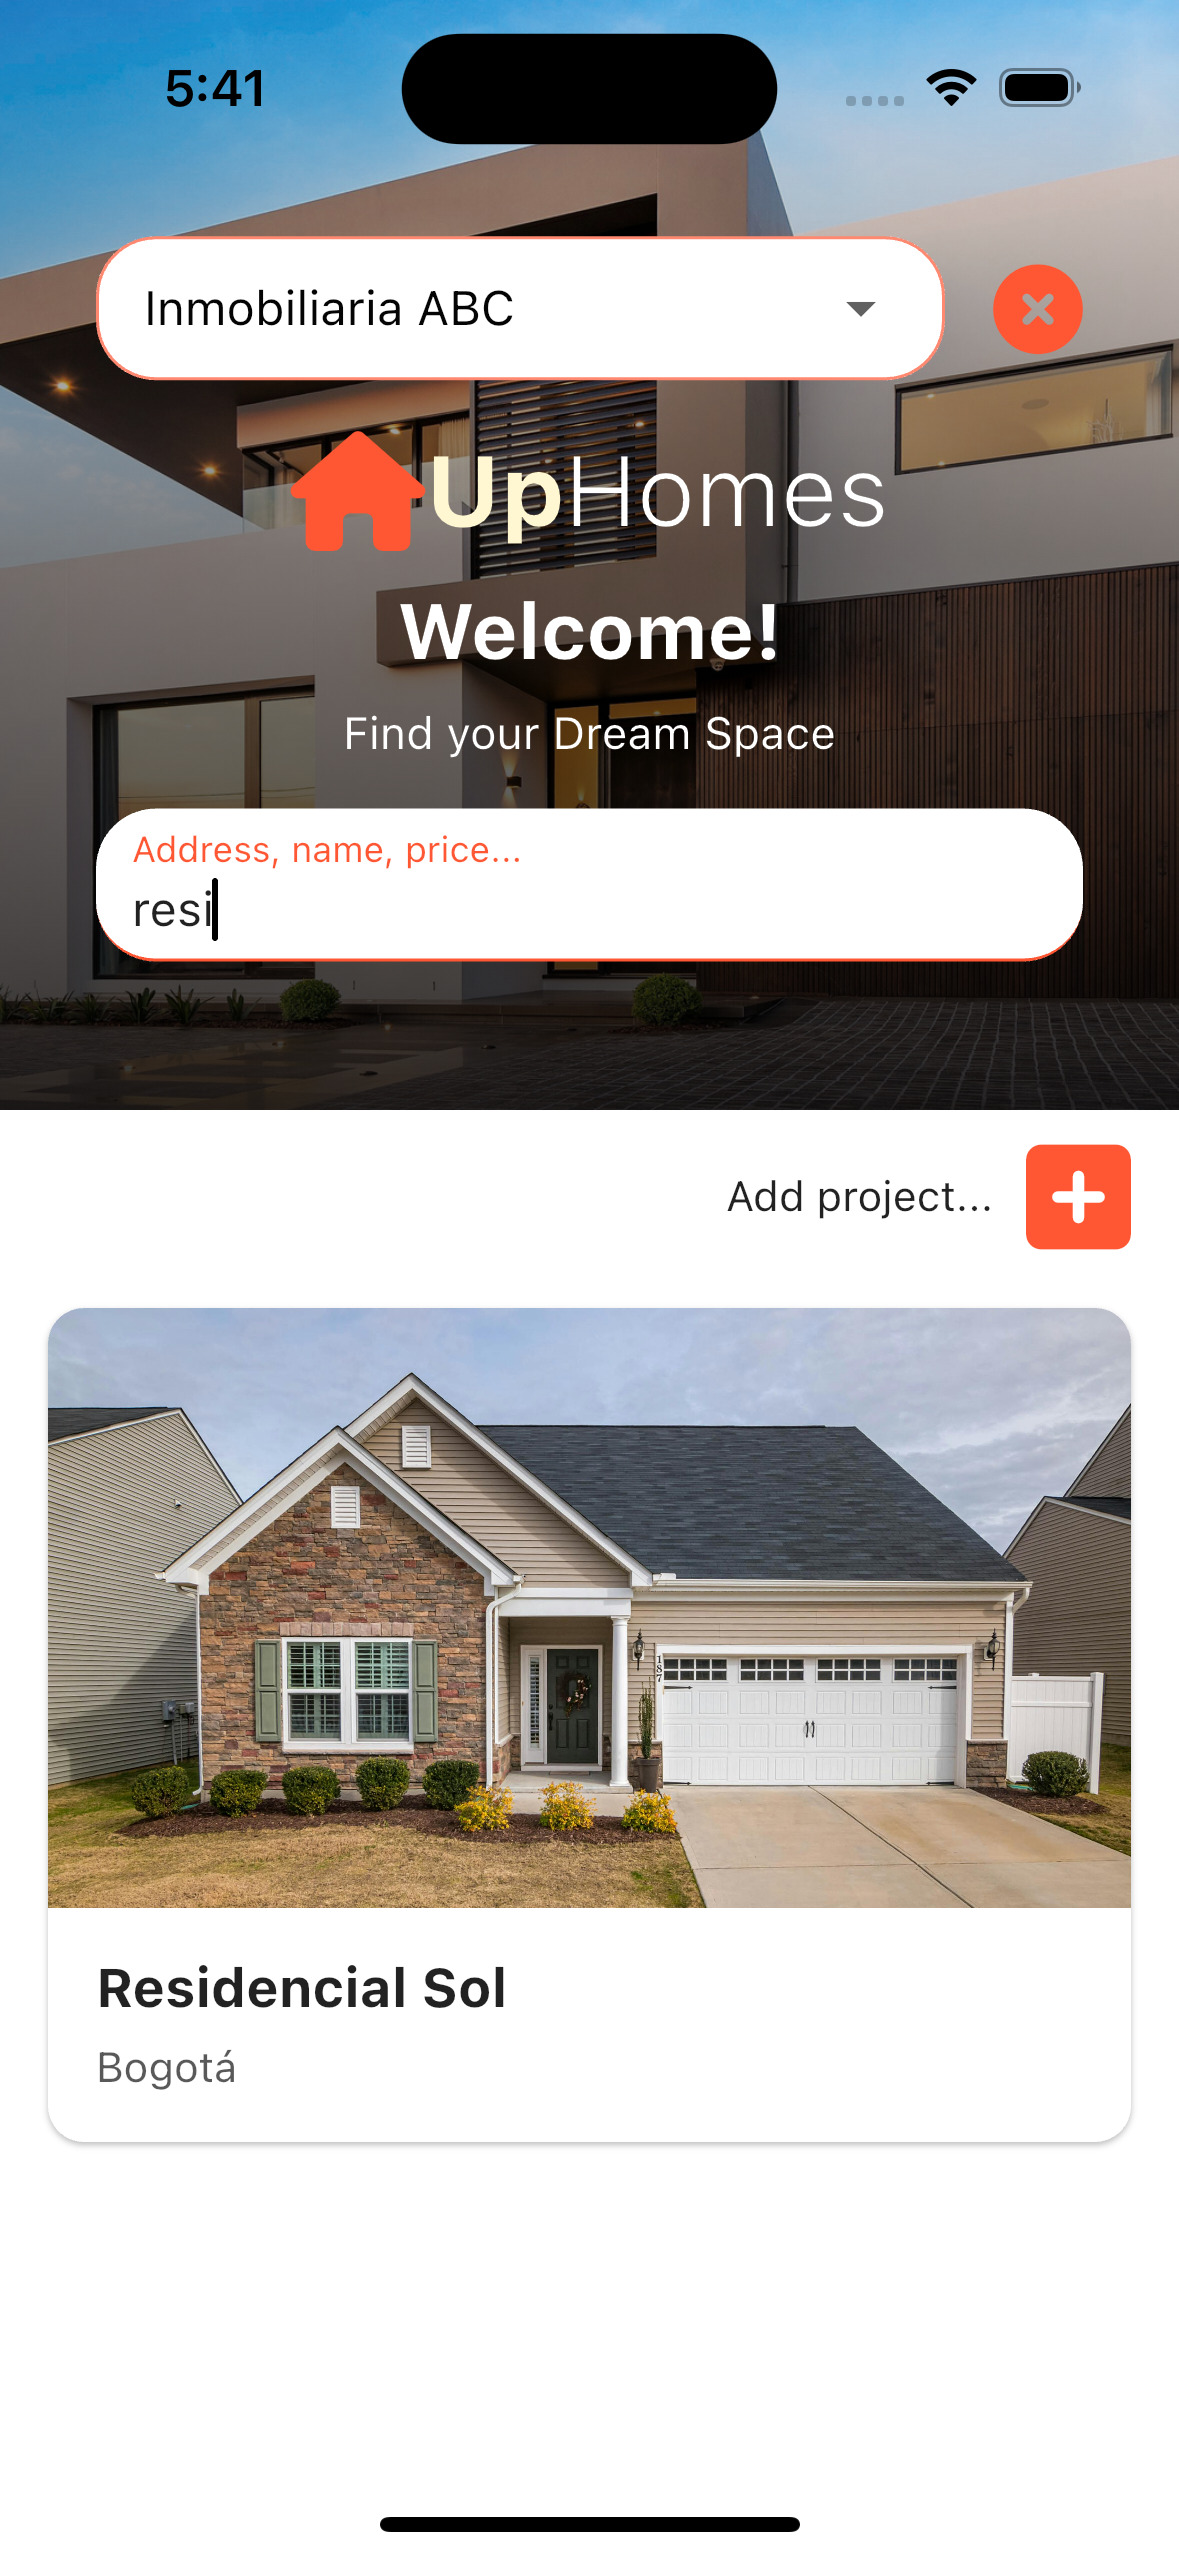 5:41
Inmobiliaria ABC
UpHomes
Welcome!
Find your Dream Space
Address, name, price...
resi
Add project...
187
Residencial Sol
Bogotá